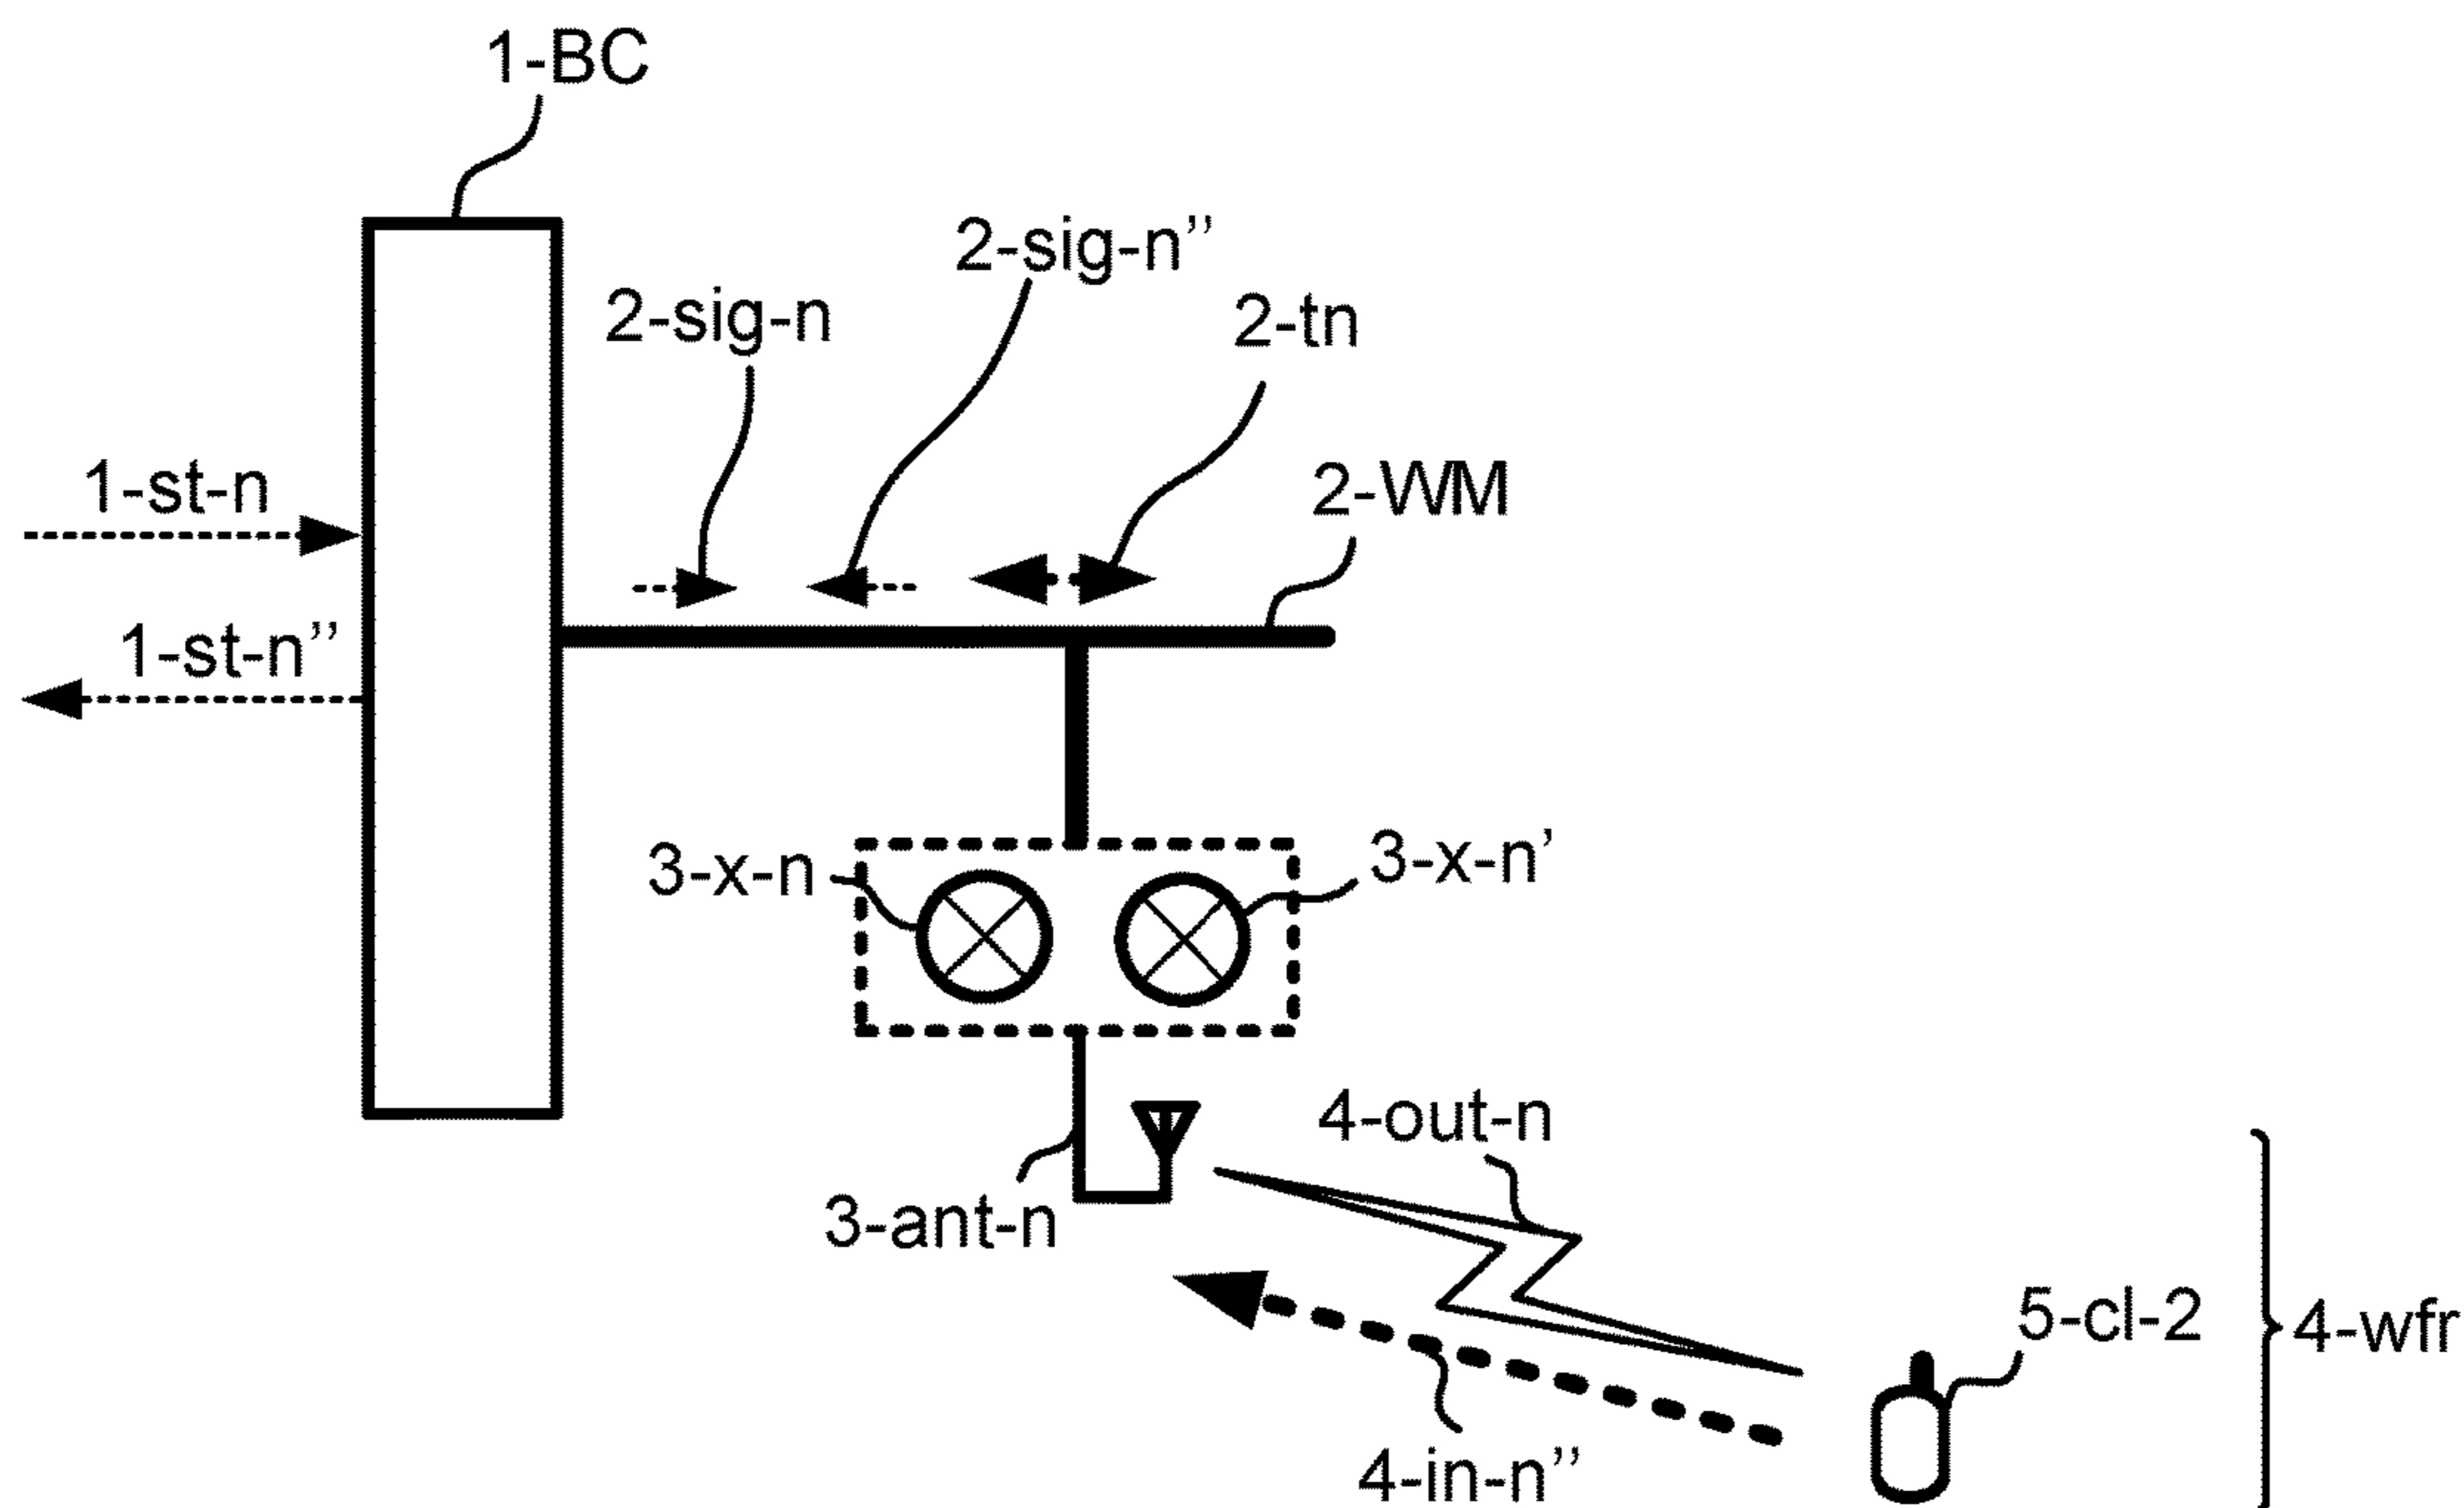 1-BC
2-sig-n’’
2-sig-n
2-tn
1-st-n
2-WM
1-st-n’’
3-x-n
3-x-n’
4-out-n
3-ant-n
5-cl-2
4-wfr
4-in-n’’